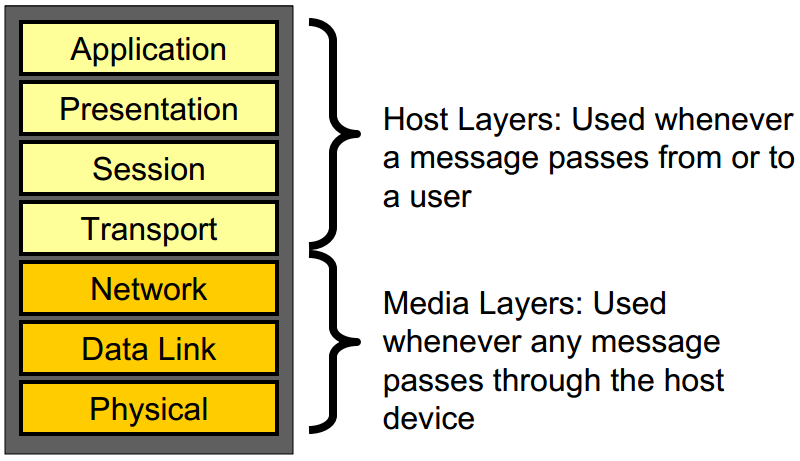 Application
Presentation
Session
Transport
Network
Data Link
Physical
Host Layers: Used whenever
a message passes from or to
a user
Media Layers: Used
whenever any message
passes through the host
device